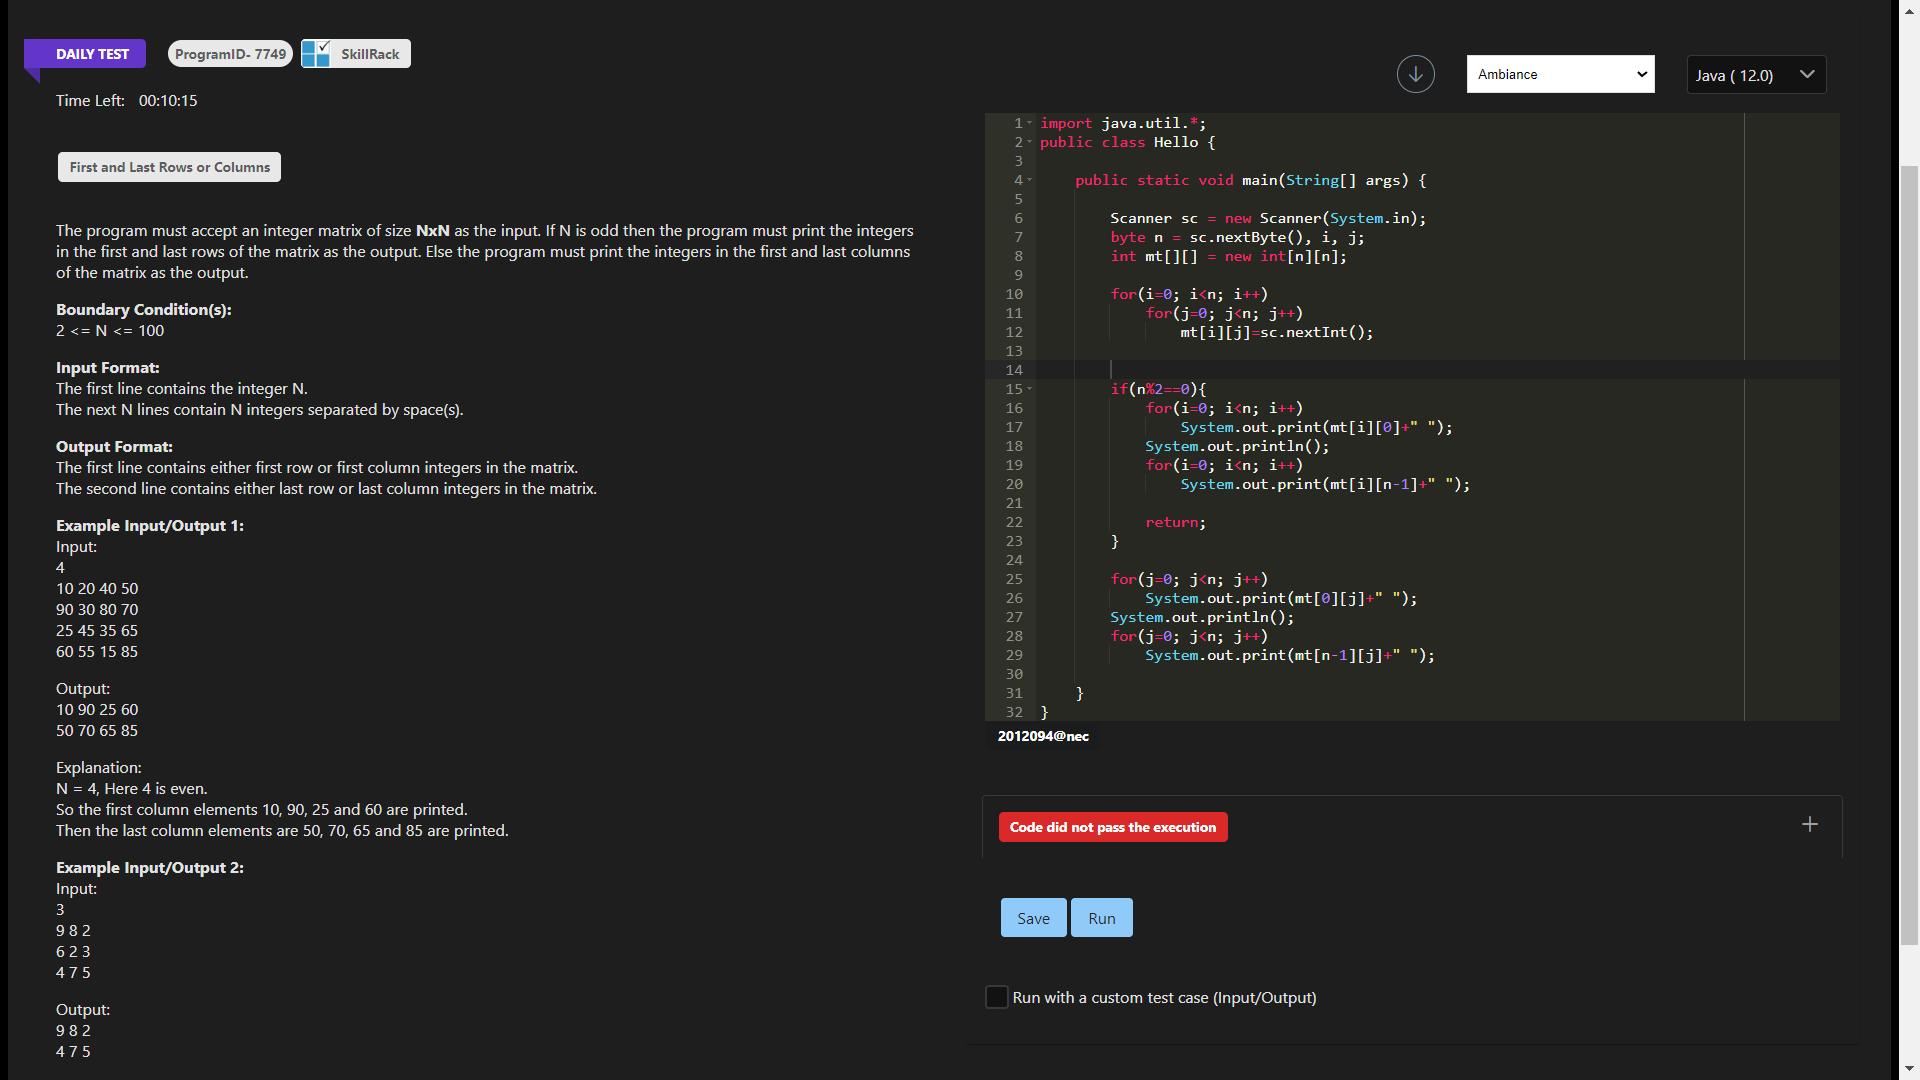 DAILY TEST
ProgramID- 7749
SkillRack
Time Left: 00:10:15
First and Last Rows or Columns
The program must accept an integer matrix of size NxN as the input. If N is odd then the program must print the integers
in the first and last rows of the matrix as the output. Else the program must print the integers in the first and last columns
of the matrix as the output.
Boundary Condition(s):
2 <= N <= 100
Input Format:
The first line contains the integer N.
The next N lines contain N integers separated by space(s).
Output Format:
The first line contains either first row or first column integers in the matrix.
The second line contains either last row or last column integers in the matrix.
Example Input/Output 1:
Input:
4
10 20 40 50
90 30 80 70
25 45 35 65
60 55 15 85
Output:
10 90 25 60
50 70 65 85
Explanation:
N = 4, Here 4 is even.
So the first column elements 10, 90, 25 and 60 are printed.
Then the last column elements are 50, 70, 65 and 85 are printed.
Example Input/Output 2:
Input:
3
9 8 2
6 2 3
4 7 5
Output:
9 8 2
4 7 5
Ambiance
Java ( 12.0)
1 import java.util.*;
2 public class Hello {
3
4     public static void main(String[] args) {
5
6         Scanner sc = new Scanner(System.in);
7         byte n = sc.nextByte(), i, j;
8         int mt[][] = new int[n][n];
9
10         for(i=0; i<n; i++)
11             for(j=0; j<n; j++)
12                 mt[i][j]=sc.nextInt();
13
14
15         if(n%2==0){
16             for(i=0; i<n; i++)
17                 System.out.print(mt[i][0]+" ");
18             System.out.println();
19             for(i=0; i<n; i++)
20                 System.out.print(mt[i][n-1]+" ");
21
22             return;
23         }
24
25         for(j=0; j<n; j++)
26             System.out.print(mt[0][j]+" ");
27         System.out.println();
28         for(j=0; j<n; j++)
29             System.out.print(mt[n-1][j]+" ");
30
31     }
32 }
2012094@nec
Code did not pass the execution
+
Save
Run
Run with a custom test case (Input/Output)